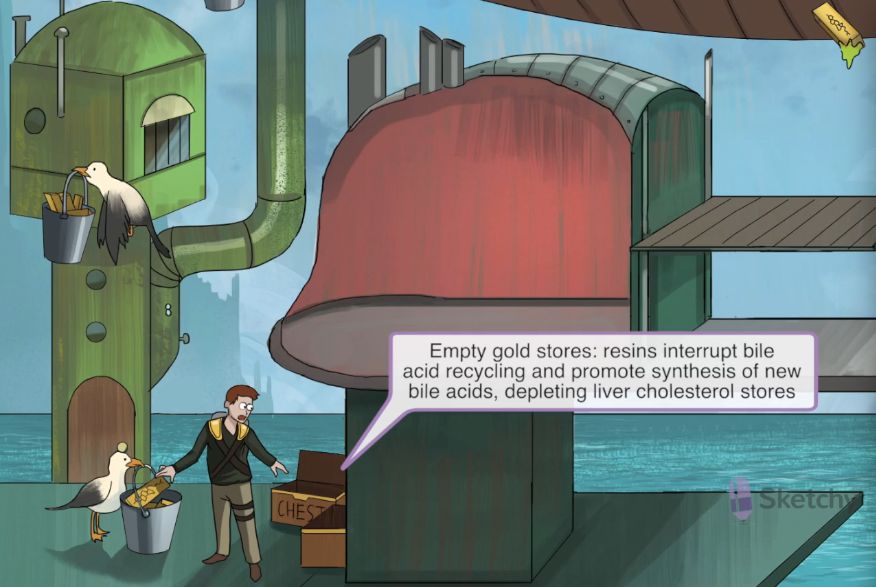 Empty gold stores: resins interrupt bile
acid recycling and promote synthesis of new
bile acids, depleting liver cholesterol stores
CHEST
Sketchy